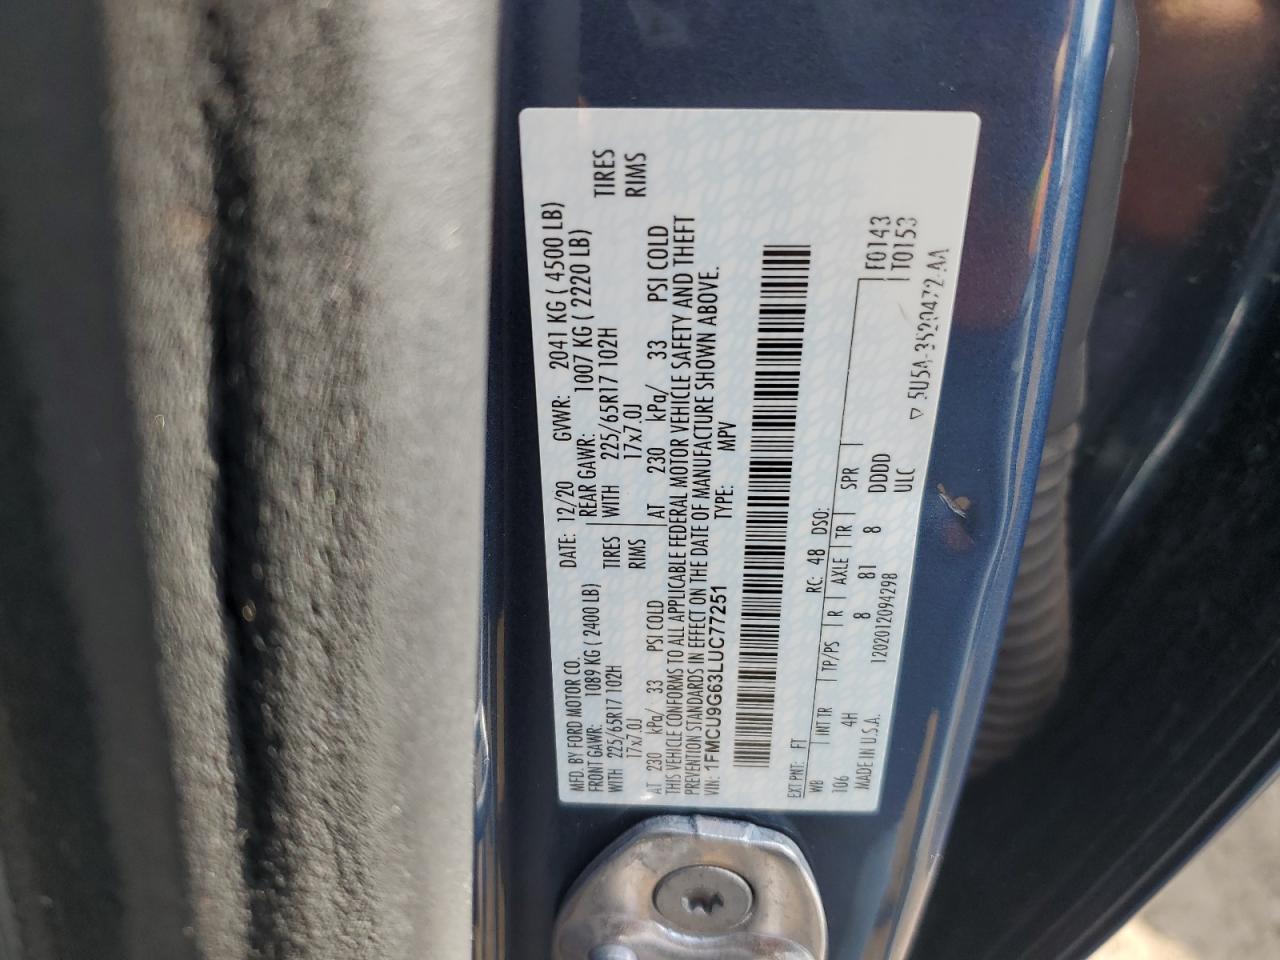 MFD. BY FORD MOTOR CO. DATE: 12/20 GVWR: 2041 KG ( 4500 LB)
FRONT GAWR: 1089 KG ( 2400 LB) REAR GAWR: 1007 KG ( 2220 LB)
WITH 225/65R17 102H TIRES WITH 225/65R17 102H TIRES
17x7.0J RIMS 17x7.0J RIMS
AT 230 kPa/ 33 PSI COLD AT 230 kPa/ 33 PSI COLD
THIS VEHICLE CONFORMS TO ALL APPLICABLE FEDERAL MOTOR VEHICLE SAFETY AND THEFT
PREVENTION STANDARDS IN EFFECT ON THE DATE OF MANUFACTURE SHOWN ABOVE.
VIN: 1FMCU9G63LUC77251 TYPE: MPV
EXT PNT: FT RC: 48 DSO: F0143
WB INT TR TP/PS R AXLE TR SPR T0153
106 4H 8 81 8 DDDD
MADE IN U.S.A. 1202012094298 ULC
▽ 5U5A-3520472-AA